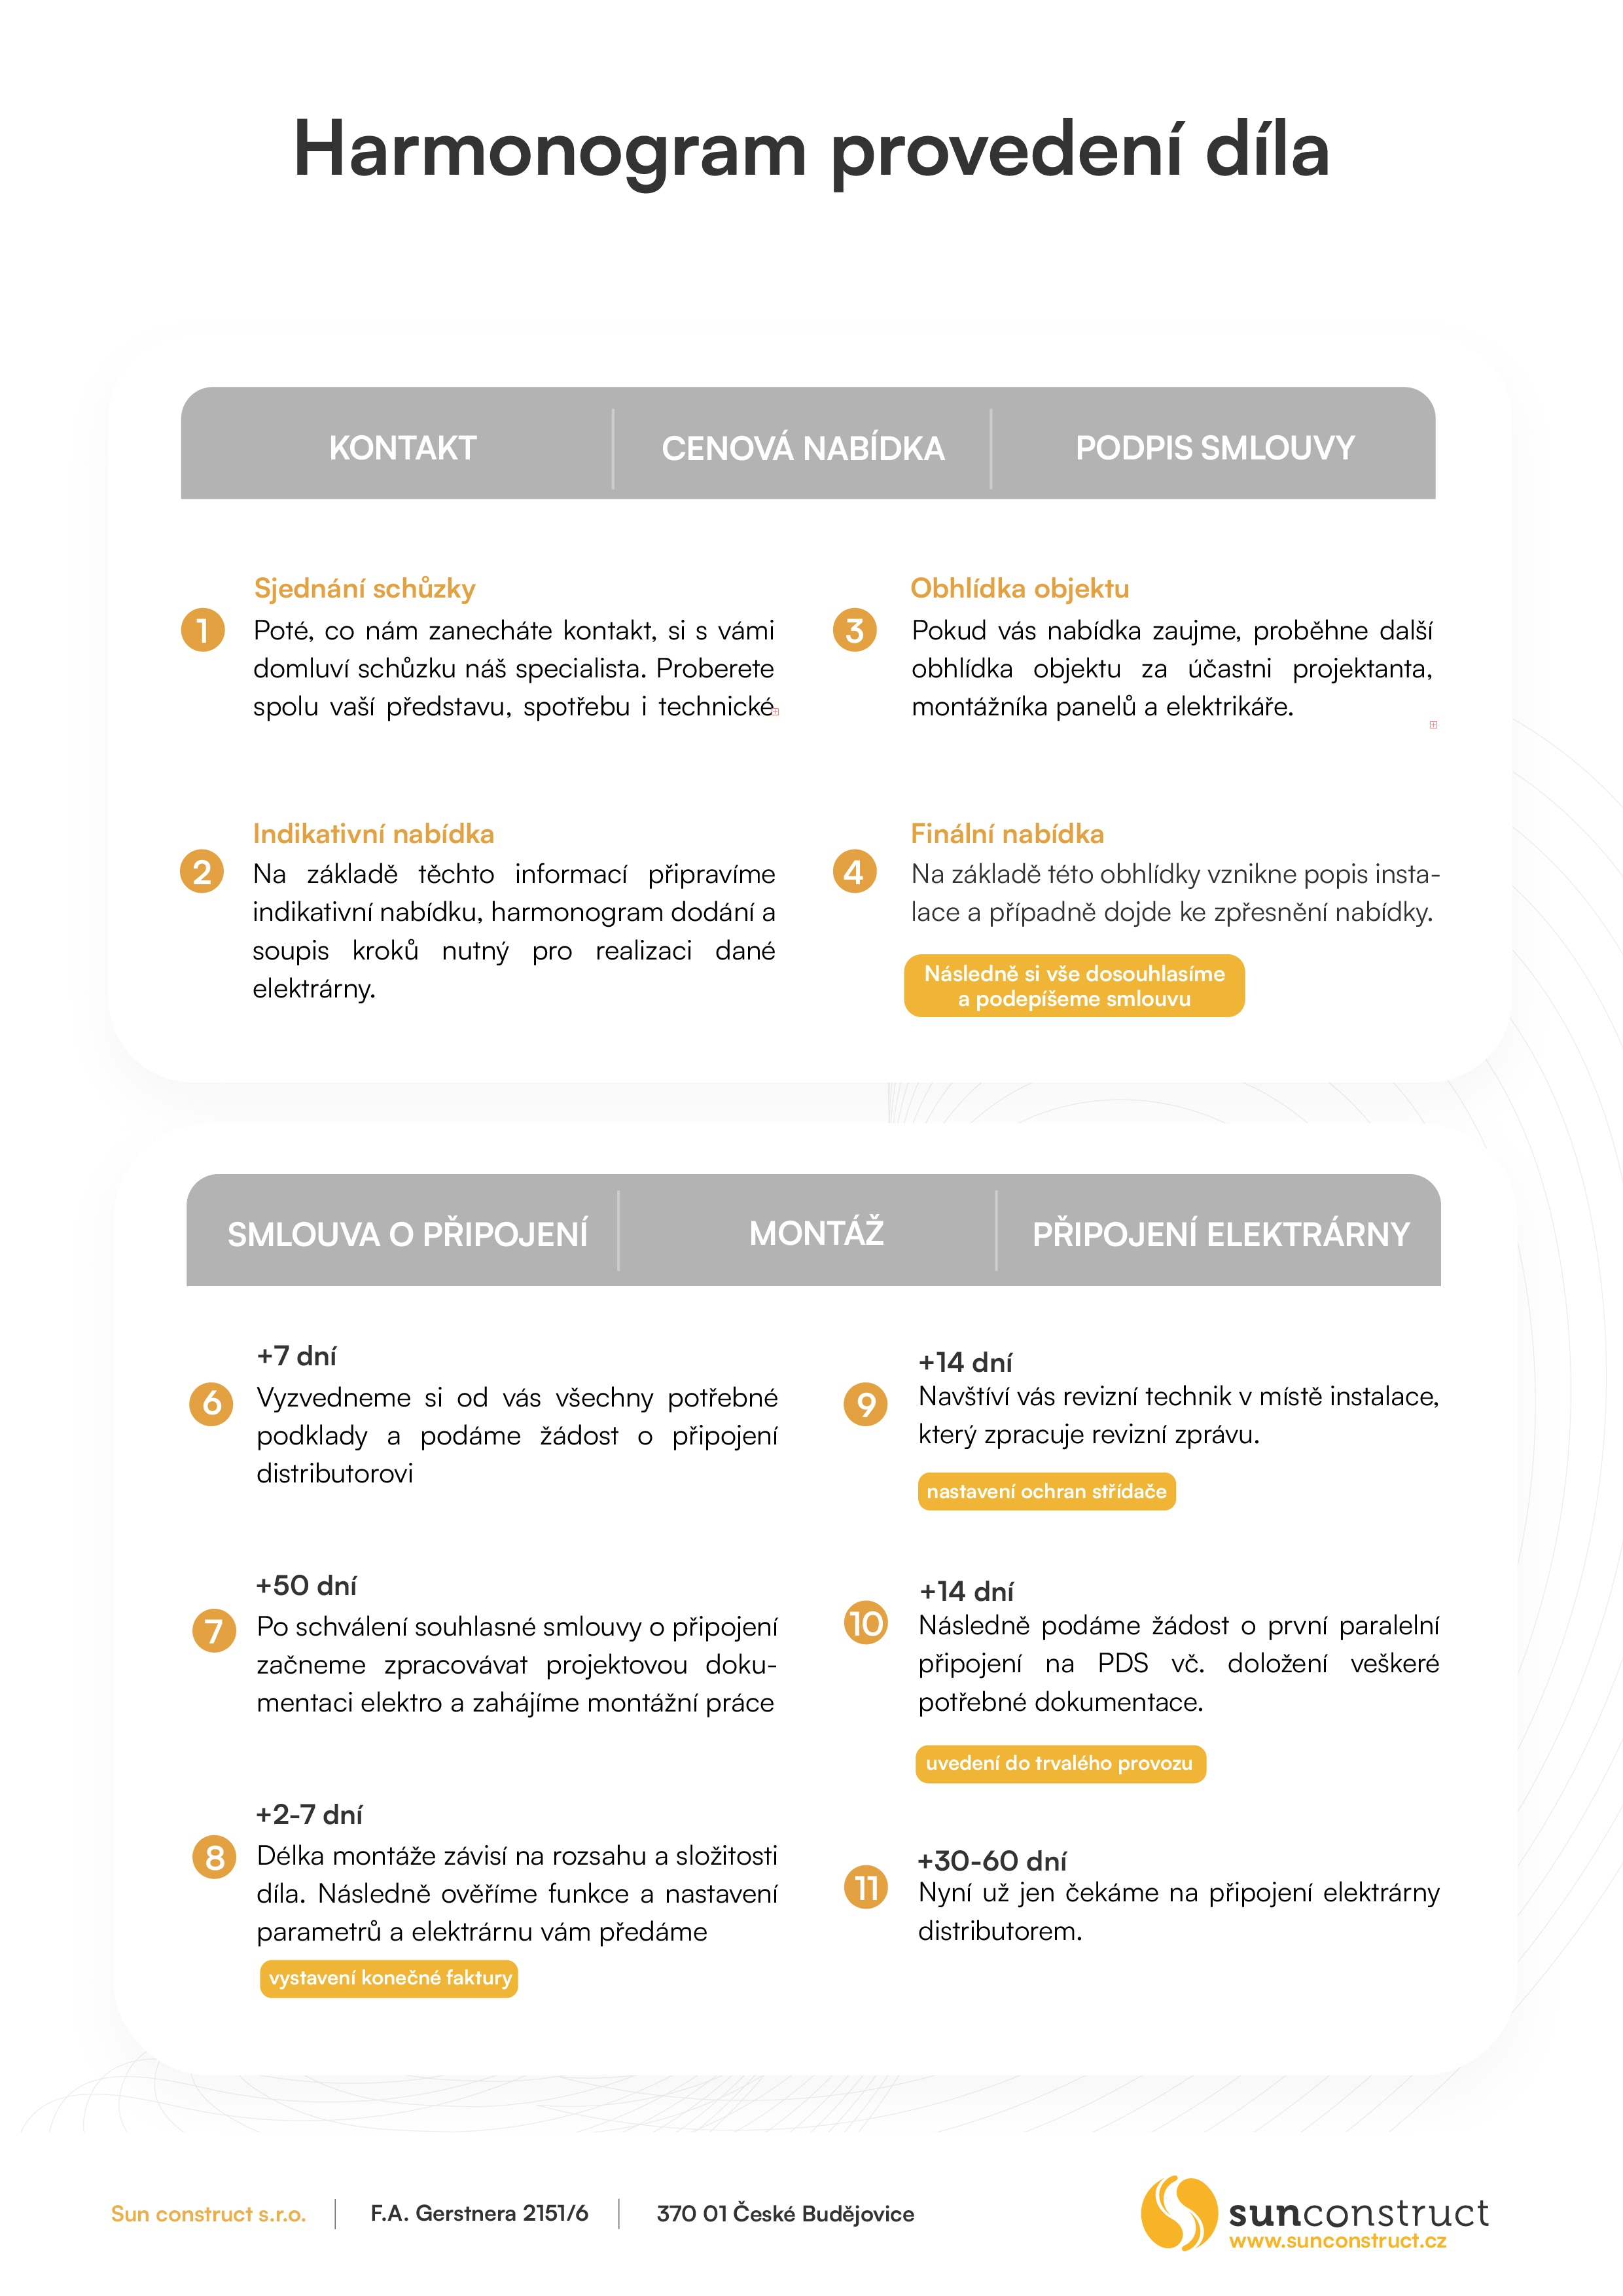 Harmonogram provedení díla
KONTAKT
CENOVÁ NABÍDKA
PODPIS SMLOUVY
1
Sjednání schůzky
Poté, co nám zanecháte kontakt, si s vámi
domluví schůzku náš specialista. Proberete
spolu vaší představu, spotřebu i technické
2
Indikativní nabídka
Na základě těchto informací připravíme
indikativní nabídku, harmonogram dodání a
soupis kroků nutný pro realizaci dané
elektrárny.
3
Obhlídka objektu
Pokud vás nabídka zaujme, proběhne další
obhlídka objektu za účastni projektanta,
montážníka panelů a elektrikáře.
4
Finální nabídka
Na základě této obhlídky vznikne popis insta-
lace a případně dojde ke zpřesnění nabídky.
Následně si vše dosouhlasíme
a podepíšeme smlouvu
SMLOUVA O PŘIPOJENÍ
MONTÁŽ
PŘIPOJENÍ ELEKTRÁRNY
6
+7 dní
Vyzvedneme si od vás všechny potřebné
podklady a podáme žádost o připojení
distributorovi
7
+50 dní
Po schválení souhlasné smlouvy o připojení
začneme zpracovávat projektovou doku-
mentaci elektro a zahájíme montážní práce
8
+2-7 dní
Délka montáže závisí na rozsahu a složitosti
díla. Následně ověříme funkce a nastavení
parametrů a elektrárnu vám předáme
vystavení konečné faktury
9
+14 dní
Navštíví vás revizní technik v místě instalace,
který zpracuje revizní zprávu.
nastavení ochran střídače
10
+14 dní
Následně podáme žádost o první paralelní
připojení na PDS vč. doložení veškeré
potřebné dokumentace.
uvedení do trvalého provozu
11
+30-60 dní
Nyní už jen čekáme na připojení elektrárny
distributorem.
Sun construct s.r.o.
F.A. Gerstnera 2151/6
370 01 České Budějovice
sunconstruct
www.sunconstruct.cz